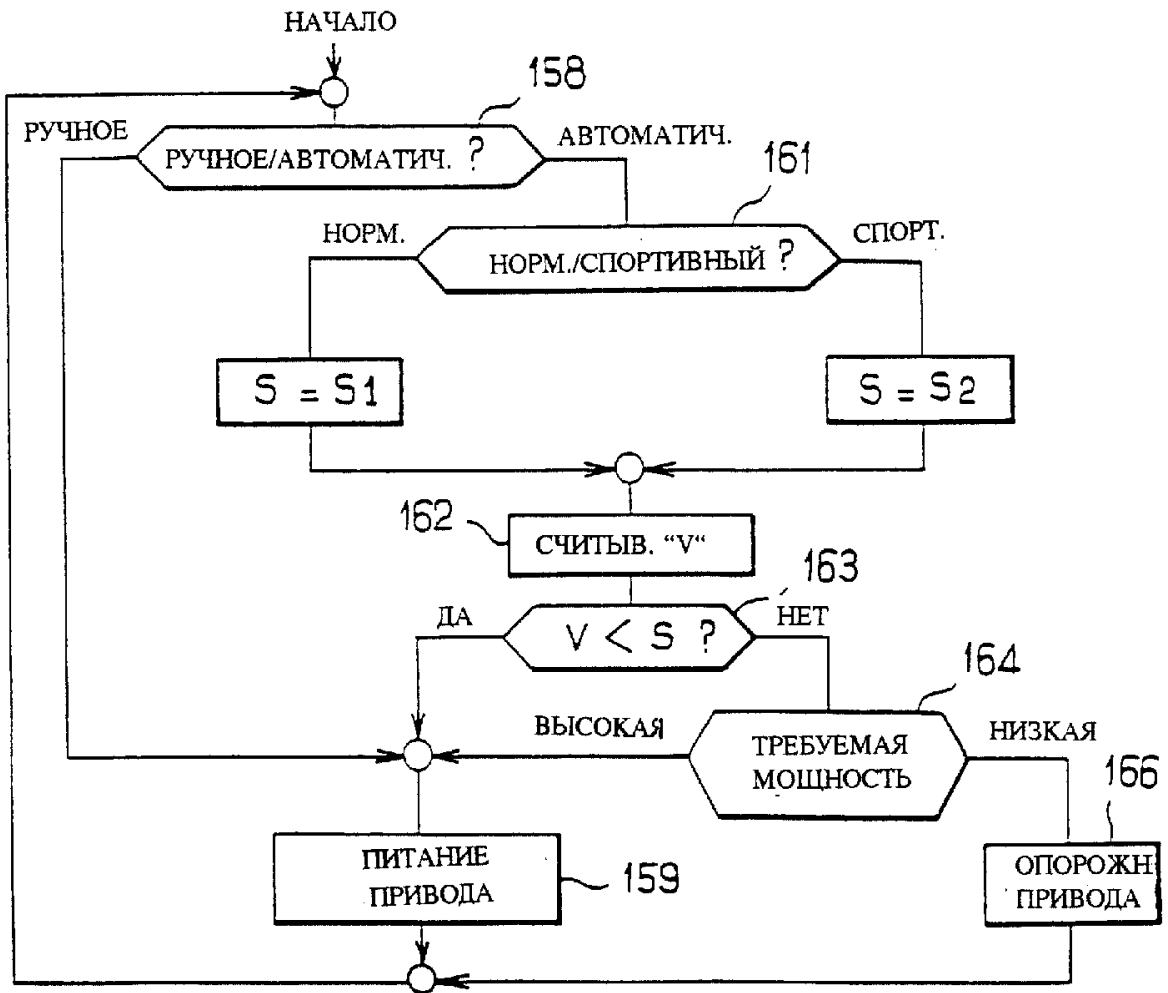 НАЧАЛО
158
РУЧНОЕ
РУЧНОЕ/АВТОМАТИЧ. ?
АВТОМАТИЧ.
161
НОРМ.
НОРМ./СПОРТИВНЫЙ ?
СПОРТ.
S = S1
S = S2
162
СЧИТЫВ. "V"
163
ДА
V < S ?
НЕТ
164
ВЫСОКАЯ
ТРЕБУЕМАЯ
МОЩНОСТЬ
НИЗКАЯ
166
ПИТАНИЕ
ПРИВОДА
159
ОПОРОЖН
ПРИВОДА